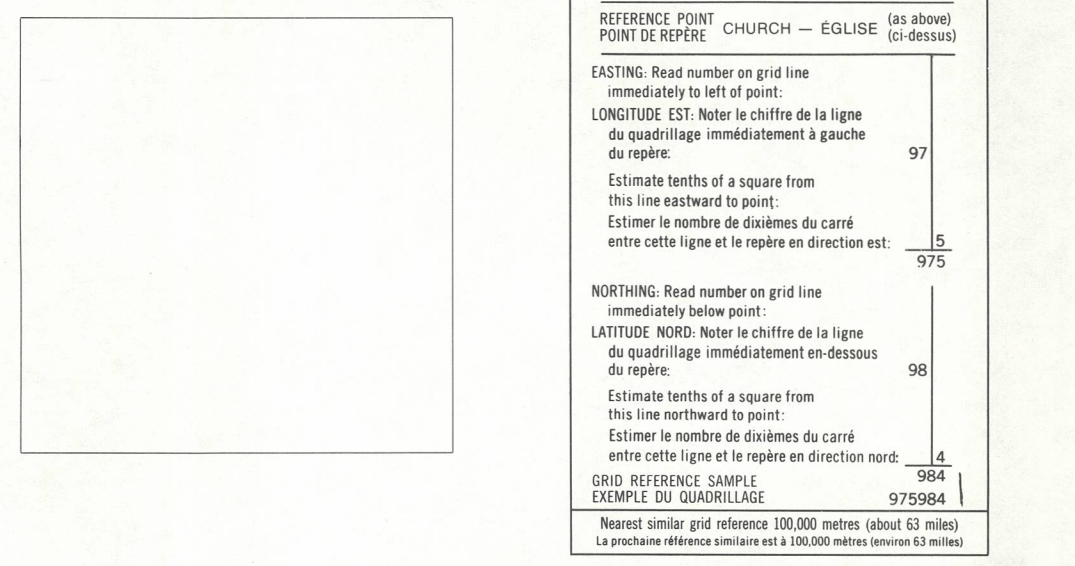 REFERENCE POINT CHURCH — ÉGLISE (as above)
POINT DE REPÈRE (ci-dessus)
EASTING: Read number on grid line
immediately to left of point:
LONGITUDE EST: Noter le chiffre de la ligne
du quadrillage immédiatement à gauche
du repère: 97
Estimate tenths of a square from
this line eastward to point:
Estimer le nombre de dixièmes du carré
entre cette ligne et le repère en direction est: 5
975
NORTHING: Read number on grid line
immediately below point:
LATITUDE NORD: Noter le chiffre de la ligne
du quadrillage immédiatement en-dessous
du repère: 98
Estimate tenths of a square from
this line northward to point:
Estimer le nombre de dixièmes du carré
entre cette ligne et le repère en direction nord: 4
GRID REFERENCE SAMPLE 984
EXEMPLE DU QUADRILLAGE 975984
Nearest similar grid reference 100,000 metres (about 63 miles)
La prochaine référence similaire est à 100,000 mètres (environ 63 milles)